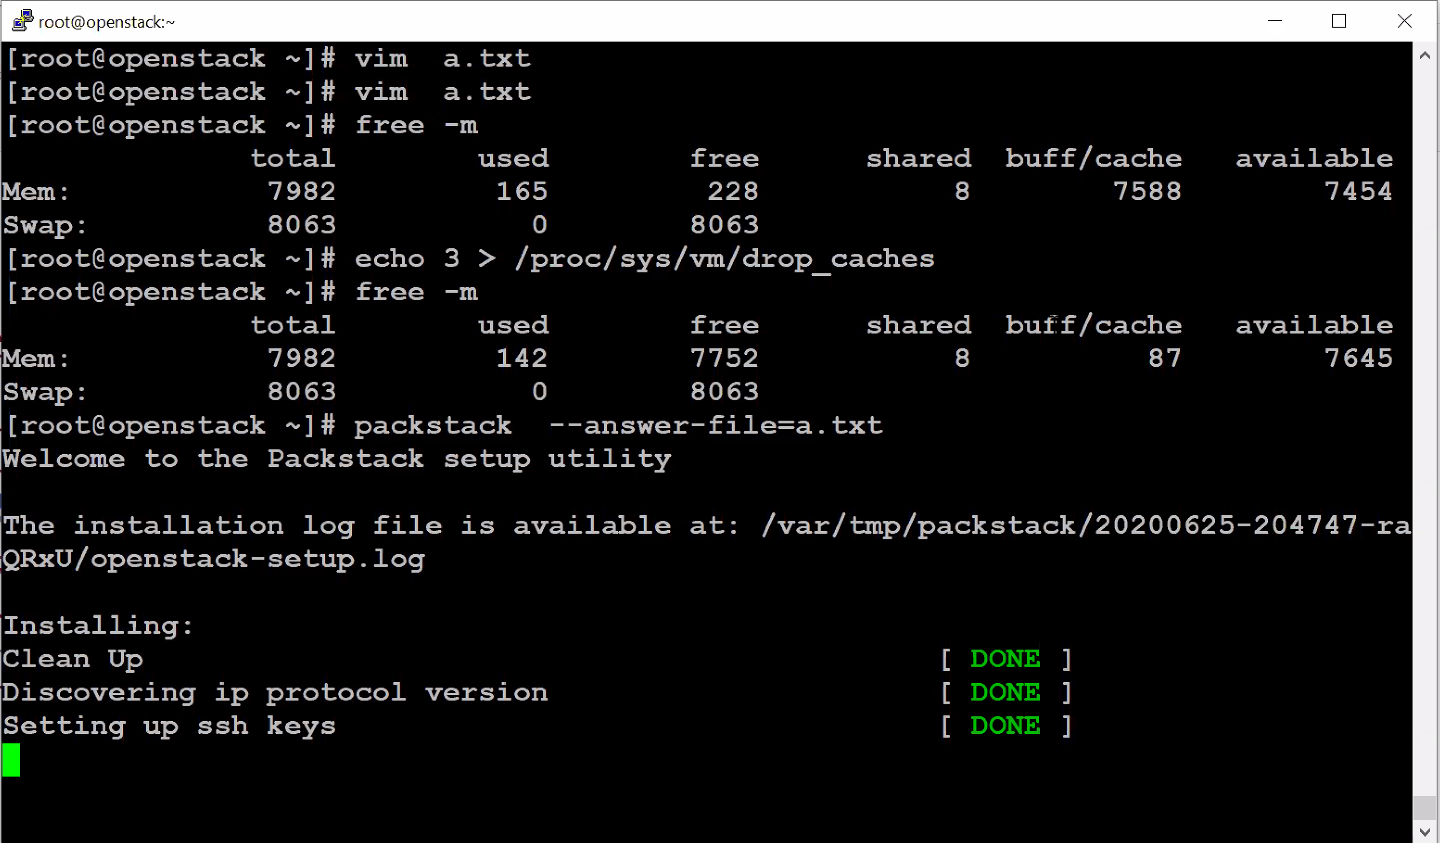 root@openstack:~
[root@openstack ~]# vim  a.txt
[root@openstack ~]# vim  a.txt
[root@openstack ~]# free -m
              total        used        free      shared  buff/cache   available
Mem:           7982         165         228           8        7588        7454
Swap:          8063           0        8063
[root@openstack ~]# echo 3 > /proc/sys/vm/drop_caches
[root@openstack ~]# free -m
              total        used        free      shared  buff/cache   available
Mem:           7982         142        7752           8          87        7645
Swap:          8063           0        8063
[root@openstack ~]# packstack  --answer-file=a.txt
Welcome to the Packstack setup utility

The installation log file is available at: /var/tmp/packstack/20200625-204747-ra
QRxU/openstack-setup.log

Installing:
Clean Up                                             [ DONE ]
Discovering ip protocol version                      [ DONE ]
Setting up ssh keys                                  [ DONE ]